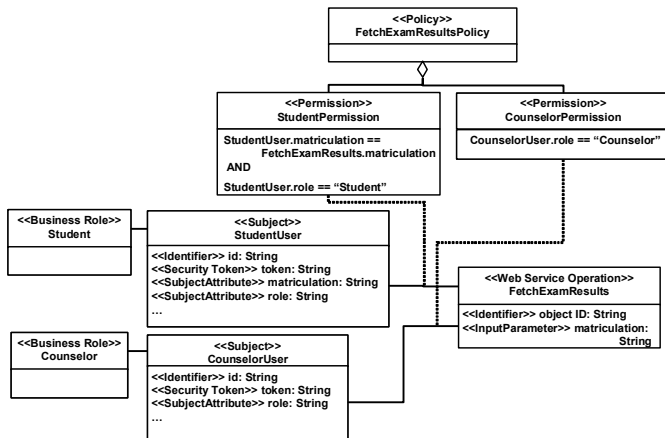 <<Policy>>
FetchExamResultsPolicy
<<Permission>>
StudentPermission
StudentUser.matriculation ==
FetchExamResults.matriculation
AND
StudentUser.role == “Student”
<<Permission>>
CounselorPermission
CounselorUser.role == “Counselor”
<<Business Role>>
Student
<<Subject>>
StudentUser
<<Identifier>> id: String
<<Security Token>> token: String
<<SubjectAttribute>> matriculation: String
<<SubjectAttribute>> role: String
...
<<Web Service Operation>>
FetchExamResults
<<Identifier>> object ID: String
<<InputParameter>> matriculation:
String
<<Business Role>>
Counselor
<<Subject>>
CounselorUser
<<Identifier>> id: String
<<Security Token>> token: String
<<SubjectAttribute>> role: String
...